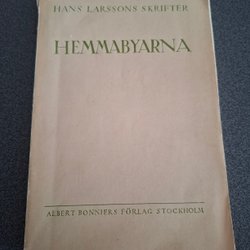 HANS LARSSONS SKRIFTER
HEMMABYARNA
ALBERT BONNIERS FÖRLAG STOCKHOLM